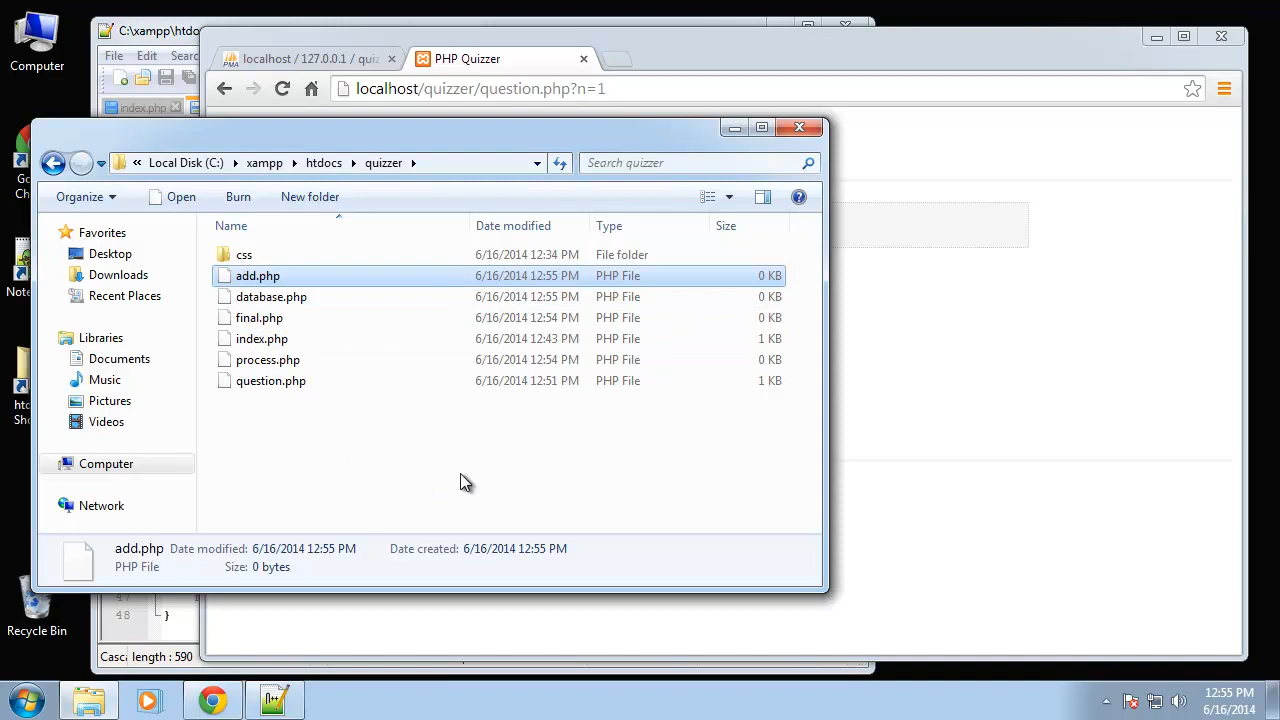 Computer
C:\xampp\htdo
File Edit Searc
index.php
localhost / 127.0.0.1 / quiz
PHP Quizzer
localhost/quizzer/question.php?n=1
« Local Disk (C:) xampp htdocs quizzer
Search quizzer
Organize Open Burn New folder
Name Date modified Type Size
Favorites
Desktop
Downloads
Recent Places
Libraries
Documents
Music
Pictures
Videos
Computer
Network
css 6/16/2014 12:34 PM File folder
add.php 6/16/2014 12:55 PM PHP File 0 KB
database.php 6/16/2014 12:55 PM PHP File 0 KB
final.php 6/16/2014 12:54 PM PHP File 0 KB
index.php 6/16/2014 12:43 PM PHP File 1 KB
process.php 6/16/2014 12:54 PM PHP File 0 KB
question.php 6/16/2014 12:51 PM PHP File 1 KB
add.php Date modified: 6/16/2014 12:55 PM Date created: 6/16/2014 12:55 PM
PHP File Size: 0 bytes
Go
Ch
Note
htd
Sho
Recycle Bin
48 }
Casca length : 590
12:55 PM
6/16/2014